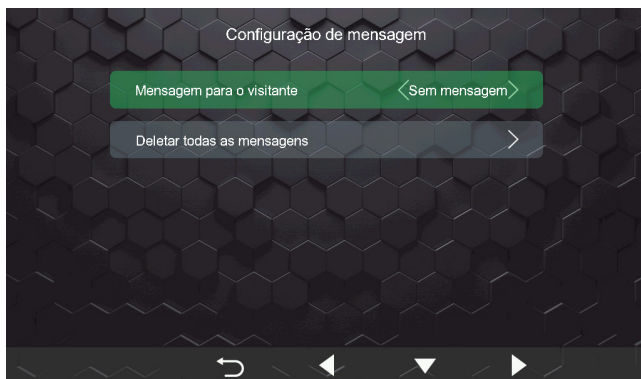 Configuração de mensagem
Mensagem para o visitante
Sem mensagem
Deletar todas as mensagens